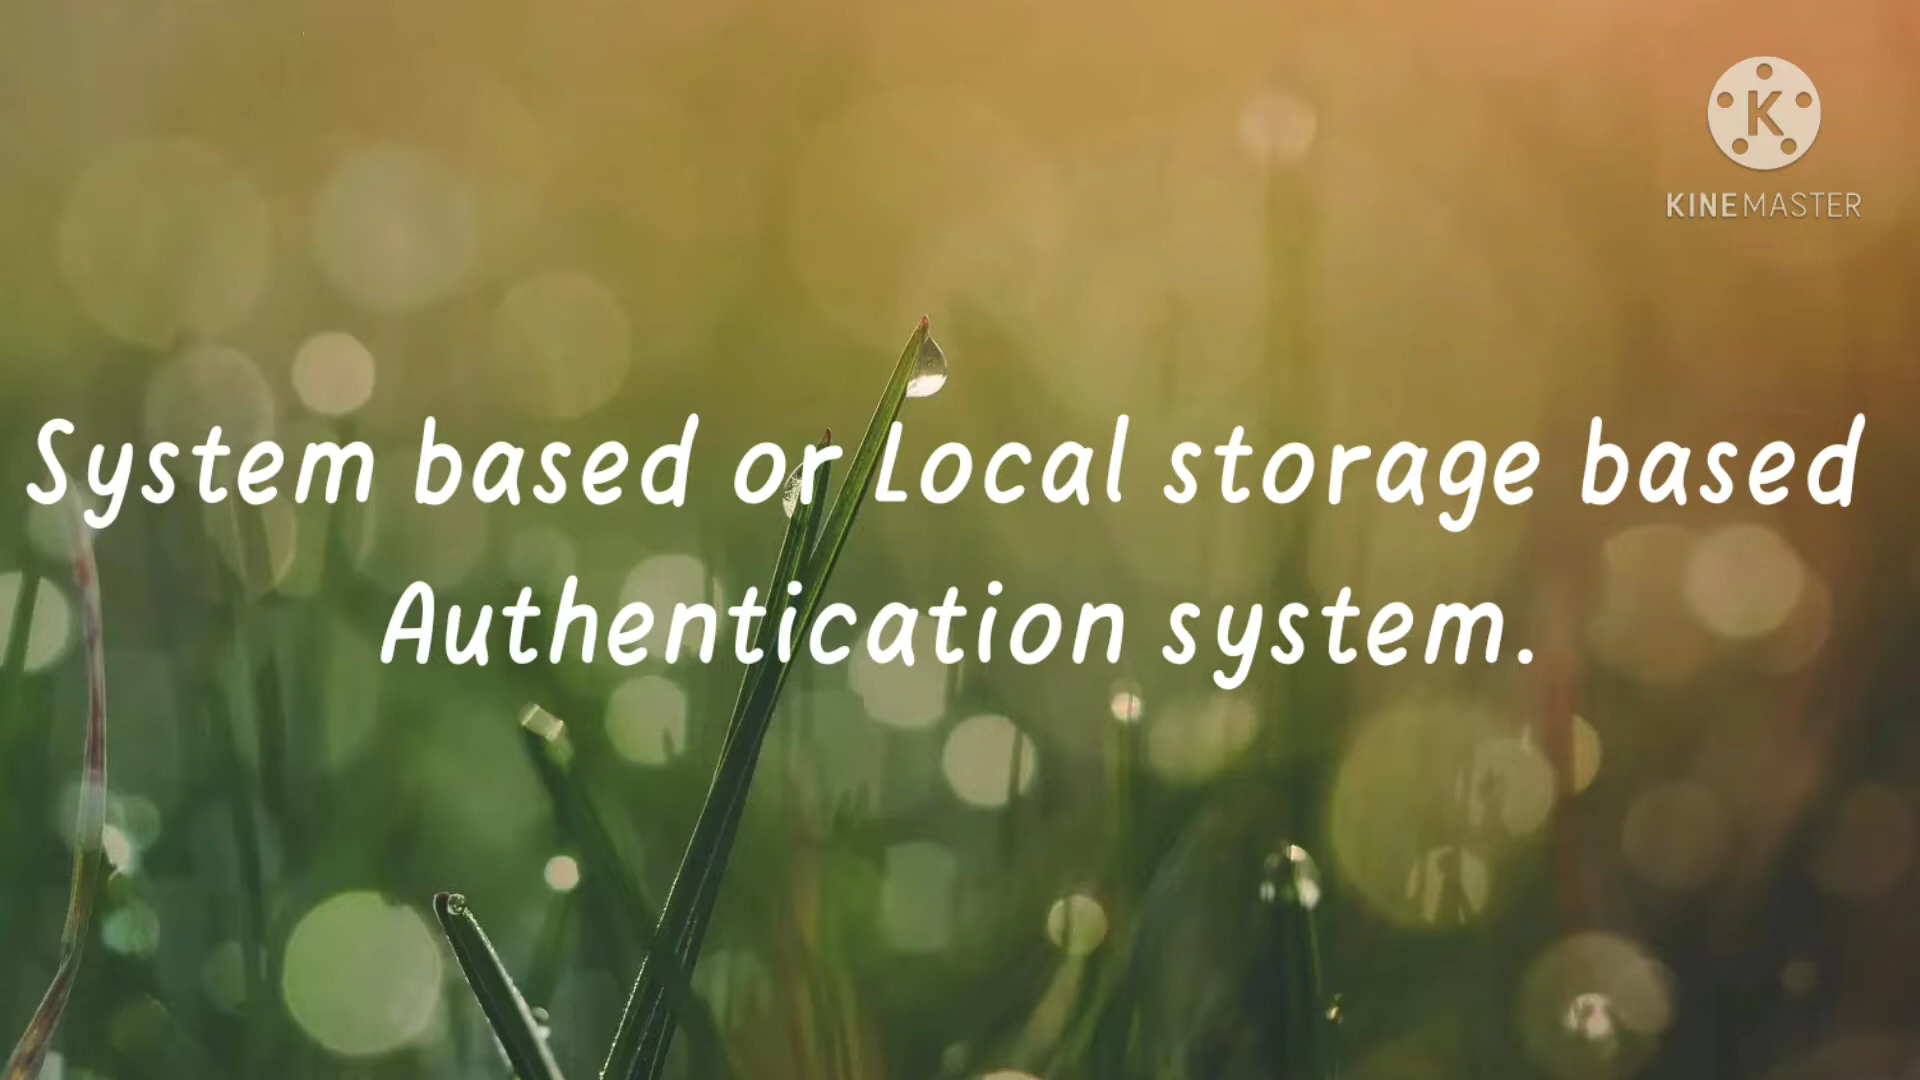 K
KINEMASTER
System based or Local storage based
Authentication system.